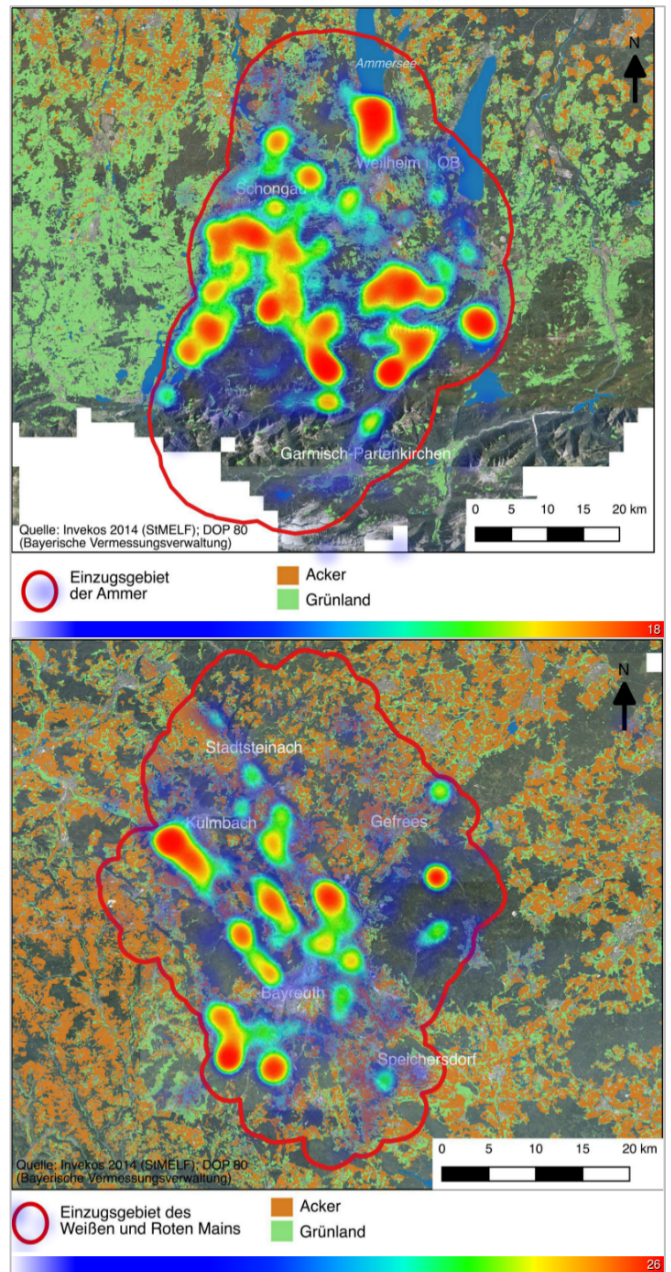 N
Ammersee
Weilheim i. OB.
Schongau
Murnau
Garmisch-Partenkirchen
0 5 10 15 20 km
Quelle: Invekos 2014 (StMELF); DOP 80
(Bayerische Vermessungsverwaltung)
Einzugsgebiet
der Ammer
Acker
Grünland
18
N
Stadtsteinach
Kulmbach
Gefrees
Bayreuth
Speichersdorf
0 5 10 15 20 km
Quelle: Invekos 2014 (StMELF); DOP 80
(Bayerische Vermessungsverwaltung)
Einzugsgebiet des
Weißen und Roten Mains
Acker
Grünland
26